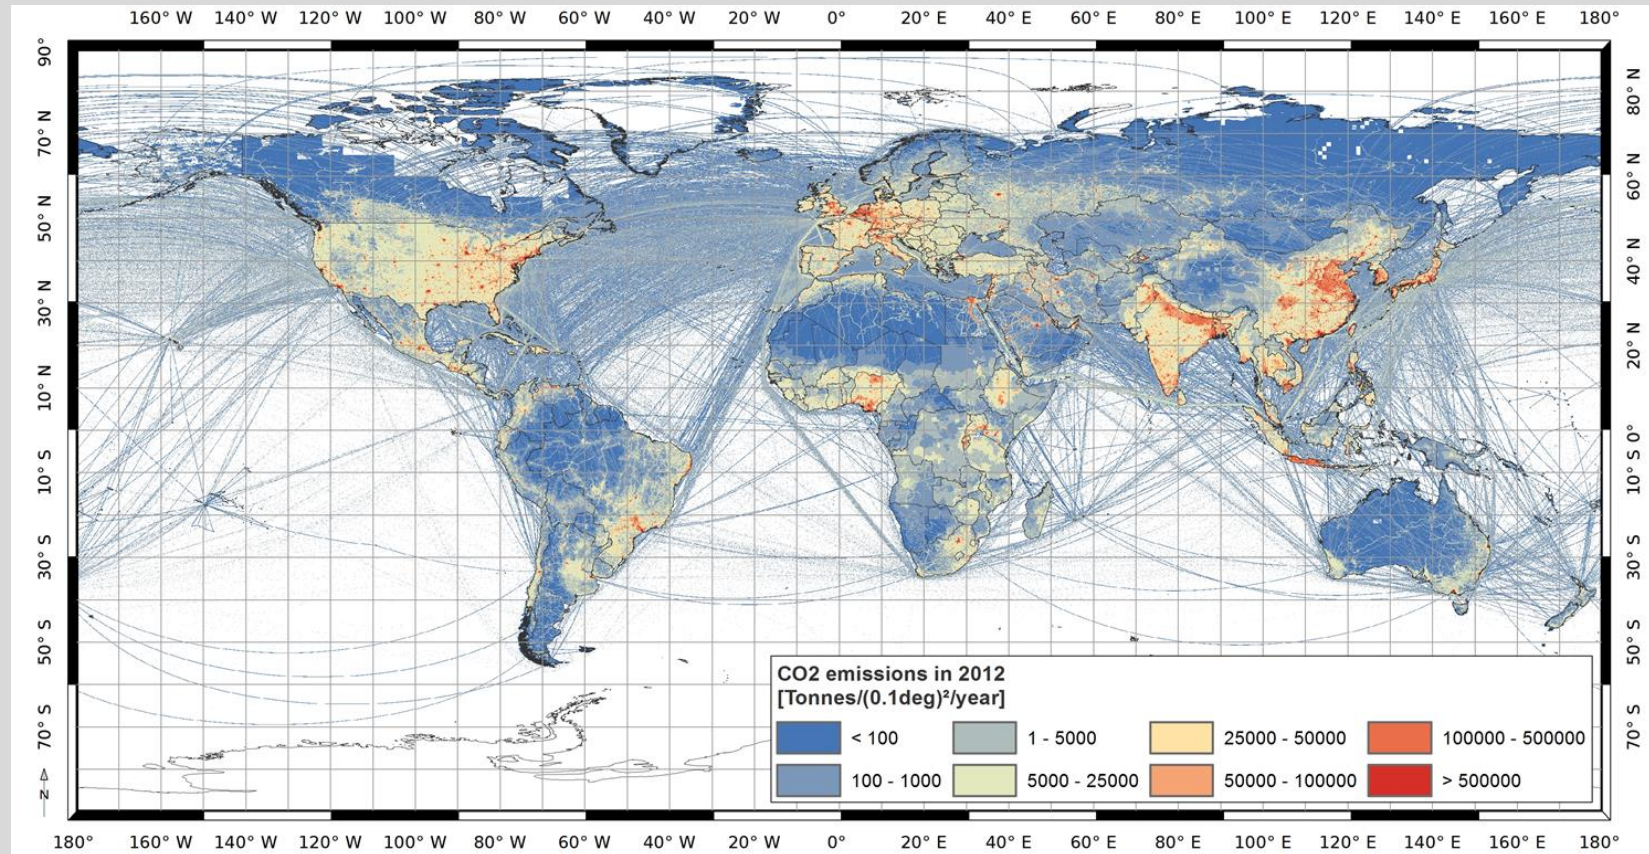 160° W 140° W 120° W 100° W 80° W 60° W 40° W 20° W 0° 20° E 40° E 60° E 80° E 100° E 120° E 140° E 160° E 180°
90°
70° N
50° N
30° N
10° N
10° S
30° S
50° S
70° S
N
80° N
60° N
40° N
20° N
0°
10° S
30° S
50° S
70° S
CO2 emissions in 2012
[Tonnes/(0.1deg)²/year]
< 100 1 - 5000 25000 - 50000 100000 - 500000
100 - 1000 5000 - 25000 50000 - 100000 > 500000
180° 160° W 140° W 120° W 100° W 80° W 60° W 40° W 20° W 0° 20° E 40° E 60° E 80° E 100° E 120° E 140° E 160° E 180°